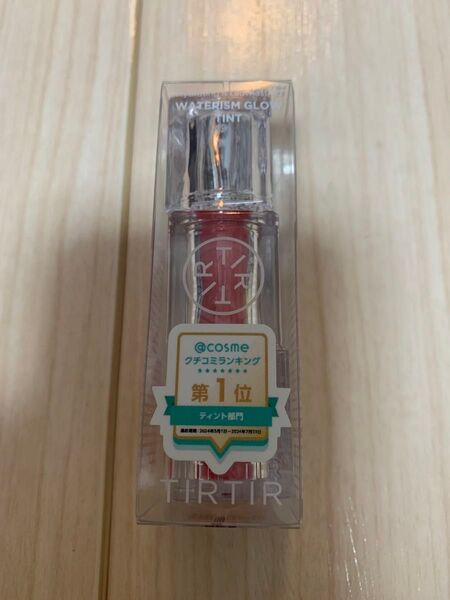 WATERISM GLOW
TINT
TIRTIR
@cosme
クチコミランキング
★★★★★★★
第1位
ティント部門
TIRTIR